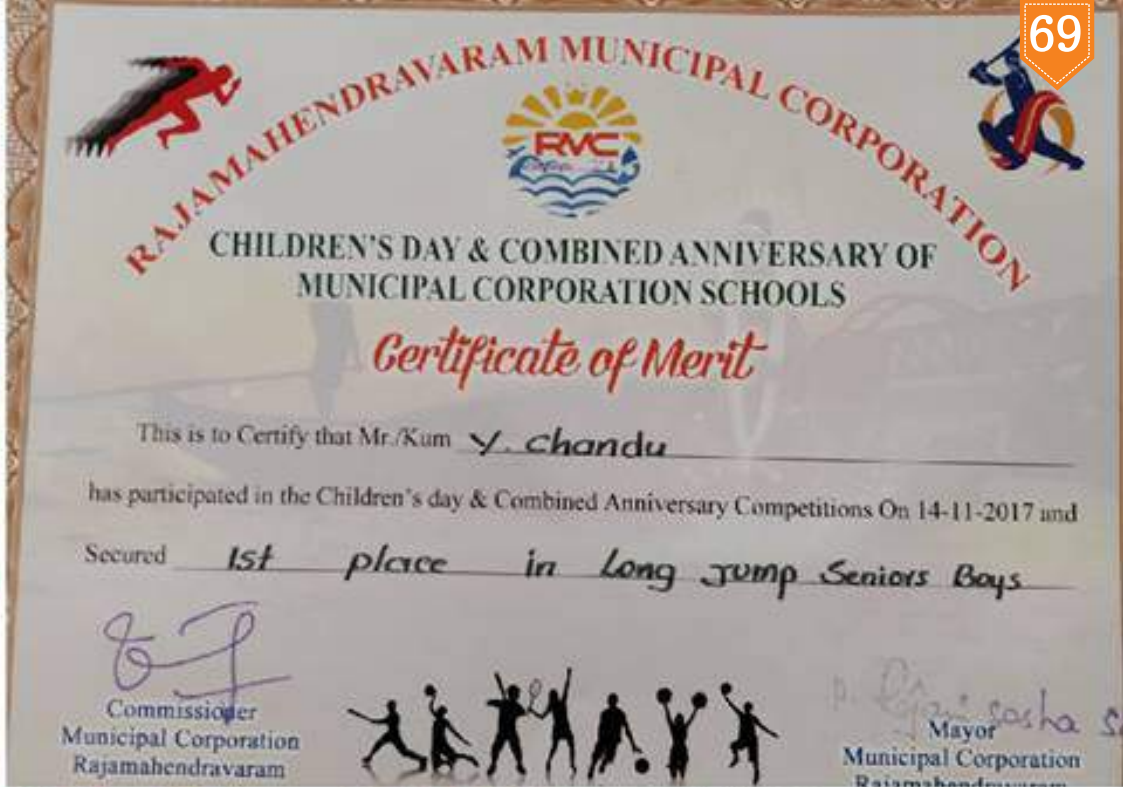 69
RAJAMAHENDRAVARAM MUNICIPAL CORPORATION
RMC
CHILDREN'S DAY & COMBINED ANNIVERSARY OF
MUNICIPAL CORPORATION SCHOOLS
Certificate of Merit
This is to Certify that Mr./Kum Y. Chandu
has participated in the Children's day & Combined Anniversary Competitions On 14-11-2017 and
Secured 1st place in Long Jump Seniors Boys
Commissioner
Municipal Corporation
Rajamahendravaram
Mayor
Municipal Corporation
Rajamahendravaram